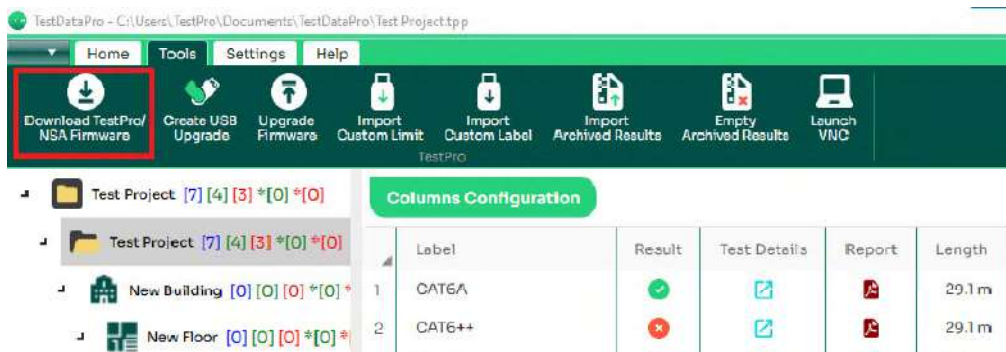 TestDataPro - C:\Users\TestPro\Documents\TestDataPro\Test Project.tpp
Home Tools Settings Help
Download TestPro/ NSA Firmware
Create USB Upgrade
Upgrade Firmware
Import Custom Limit
Import Custom Label
Import Archived Results
Empty Archived Results
Launch VNC
TestPro
Test Project [7] [4] [3] *[0] *[0]
Columns Configuration
Test Project [7] [4] [3] *[0] *[0]
Label Result Test Details Report Length
New Building [0] [0] [0] *[0] *
1 CAT6A 29.1 m
New Floor [0] [0] [0] *[0] *[
2 CAT6++ 29.1 m